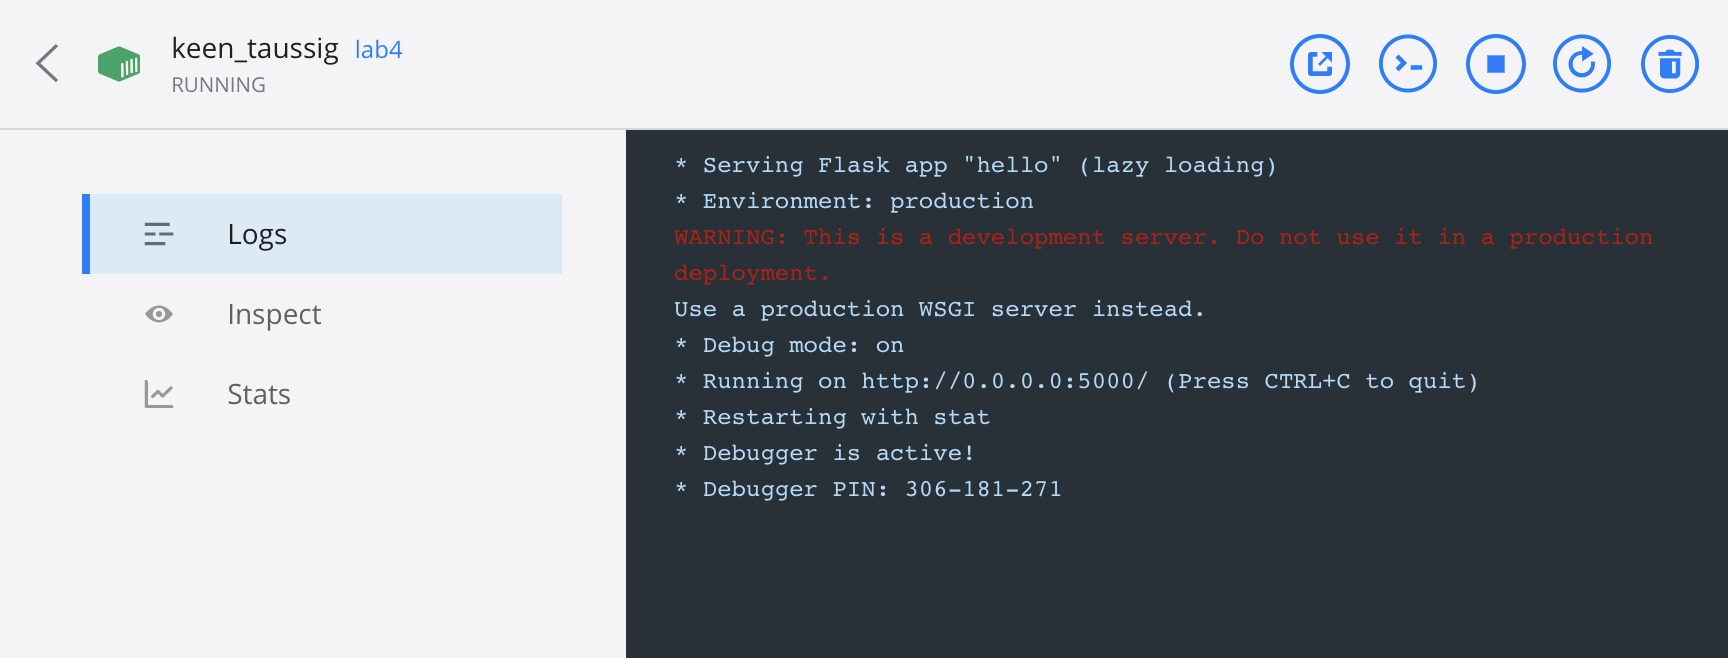 keen_taussig lab4
RUNNING
Logs
Inspect
Stats
* Serving Flask app "hello" (lazy loading)
* Environment: production
WARNING: This is a development server. Do not use it in a production
deployment.
Use a production WSGI server instead.
* Debug mode: on
* Running on http://0.0.0.0:5000/ (Press CTRL+C to quit)
* Restarting with stat
* Debugger is active!
* Debugger PIN: 306-181-271